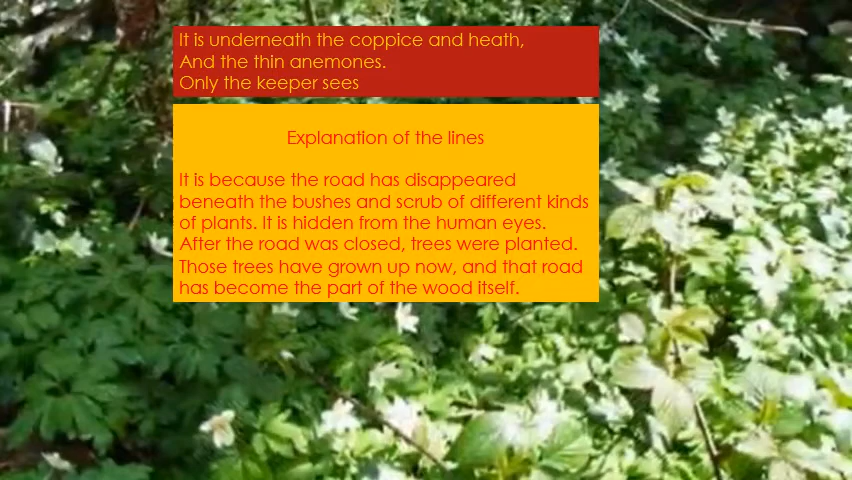 It is underneath the coppice and heath,
And the thin anemones.
Only the keeper sees
Explanation of the lines
It is because the road has disappeared
beneath the bushes and scrub of different kinds
of plants. It is hidden from the human eyes.
After the road was closed, trees were planted.
Those trees have grown up now, and that road
has become the part of the wood itself.